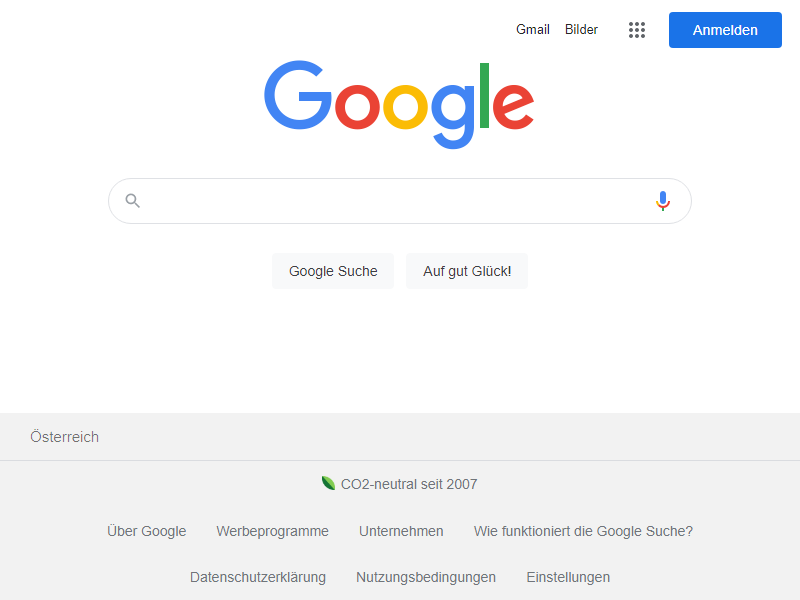 Gmail Bilder Anmelden
Google
Google Suche Auf gut Glück!
Österreich
CO2-neutral seit 2007
Über Google Werbeprogramme Unternehmen Wie funktioniert die Google Suche?
Datenschutzerklärung Nutzungsbedingungen Einstellungen